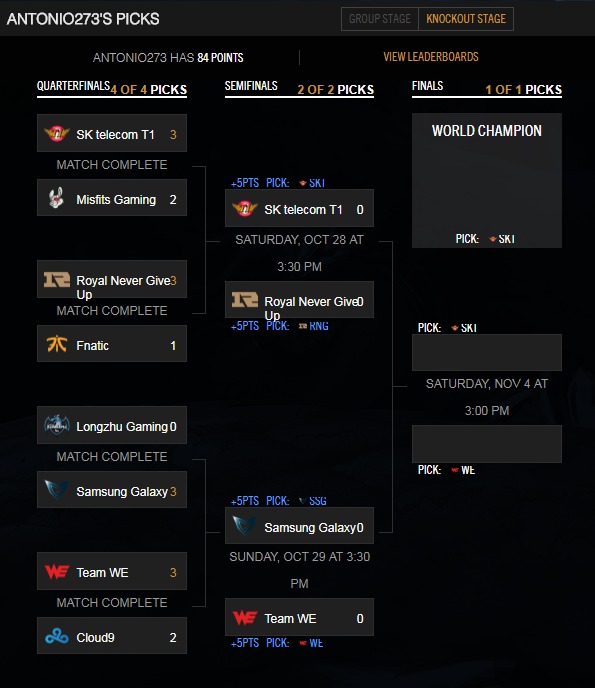 ANTONIO273'S PICKS
GROUP STAGE
KNOCKOUT STAGE
ANTONIO273 HAS 84 POINTS
VIEW LEADERBOARDS
QUARTERFINALS 4 OF 4 PICKS
SEMIFINALS 2 OF 2 PICKS
FINALS 1 OF 1 PICKS
SK telecom T1 3
MATCH COMPLETE
Misfits Gaming 2
Royal Never Give 3
Up
MATCH COMPLETE
Fnatic 1
Longzhu Gaming 0
MATCH COMPLETE
Samsung Galaxy 3
Team WE 3
MATCH COMPLETE
Cloud9 2
+5PTS PICK: SKT
SK telecom T1 0
SATURDAY, OCT 28 AT
3:30 PM
Royal Never Give 0
Up
+5PTS PICK: RNG
+5PTS PICK: SSG
Samsung Galaxy 0
SUNDAY, OCT 29 AT 3:30
PM
Team WE 0
+5PTS PICK: WE
WORLD CHAMPION
PICK: SKT
PICK: SKT
SATURDAY, NOV 4 AT
3:00 PM
PICK: WE